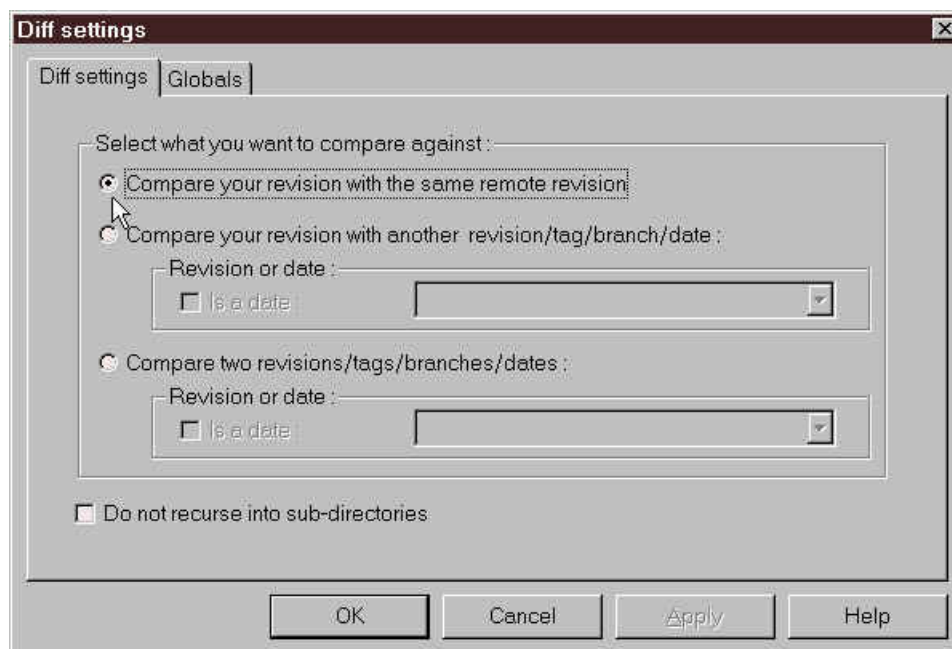 Diff settings
Diff settings
Globals
Select what you want to compare against :
Compare your revision with the same remote revision
Compare your revision with another revision/tag/branch/date :
Revision or date :
Is a date :
Compare two revisions/tags/branches/dates :
Revision or date :
Is a date :
Do not recurse into sub-directories
OK
Cancel
Apply
Help